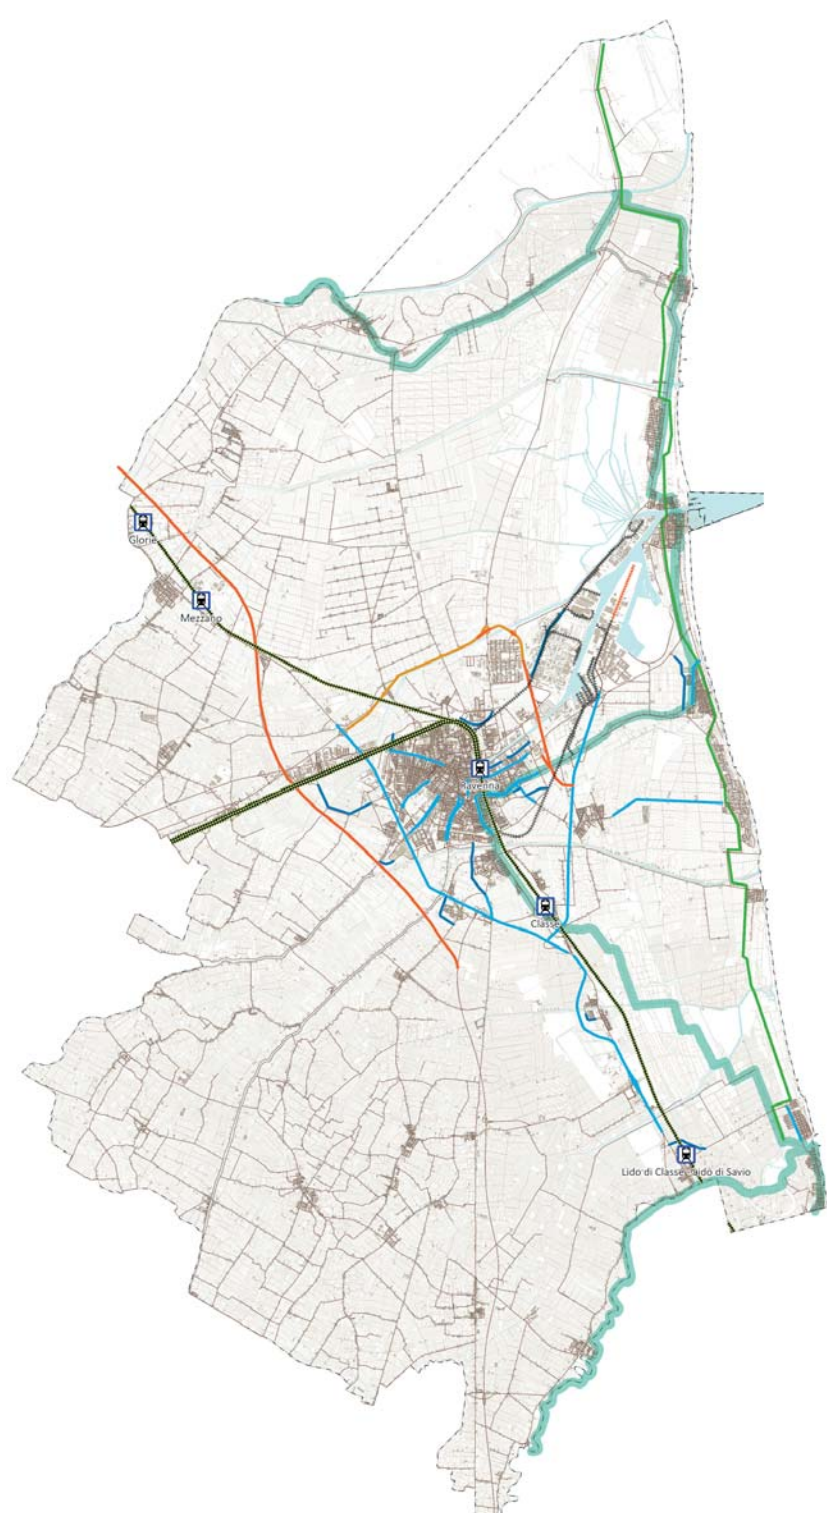 Glorie
Mezzano
Ravenna
Classe
Lido di Classe-Lido di Savio